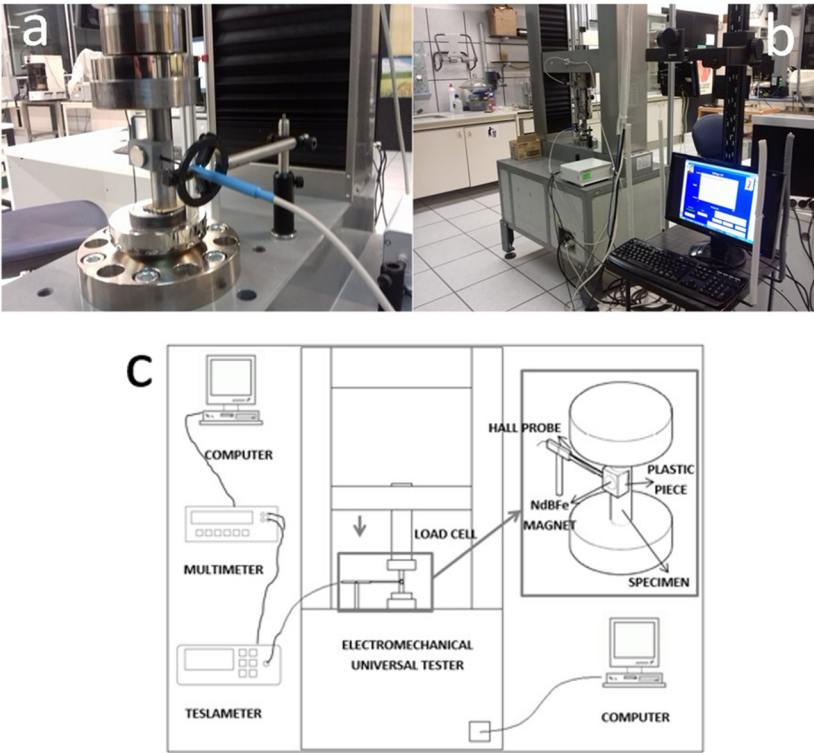 a
b
c
COMPUTER
MULTIMETER
TESLAMETER
LOAD CELL
ELECTROMECHANICAL
UNIVERSAL TESTER
HALL PROBE
PLASTIC
PIECE
NdBFe
MAGNET
SPECIMEN
COMPUTER